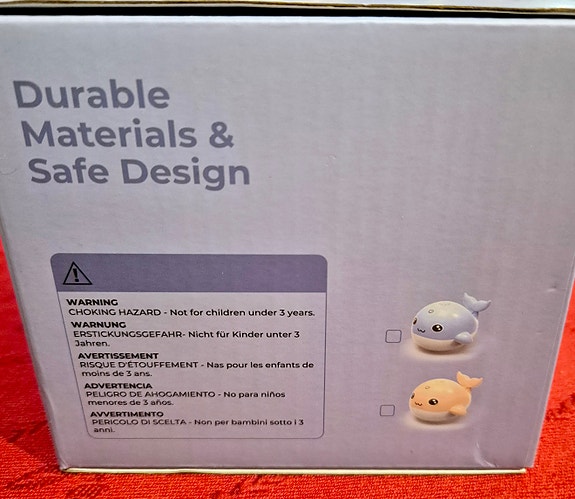 Durable
Materials &
Safe Design
WARNING
CHOKING HAZARD - Not for children under 3 years.
WARNUNG
ERSTICKUNGSGEFAHR- Nicht für Kinder unter 3
Jahren.
AVERTISSEMENT
RISQUE D'ÉTOUFFEMENT - Nas pour les enfants de
moins de 3 ans.
ADVERTENCIA
PELIGRO DE AHOGAMIENTO - No para niños
menores de 3 años.
AVVERTIMENTO
PERICOLO DI SCELTA - Non per bambini sotto i 3
anni.